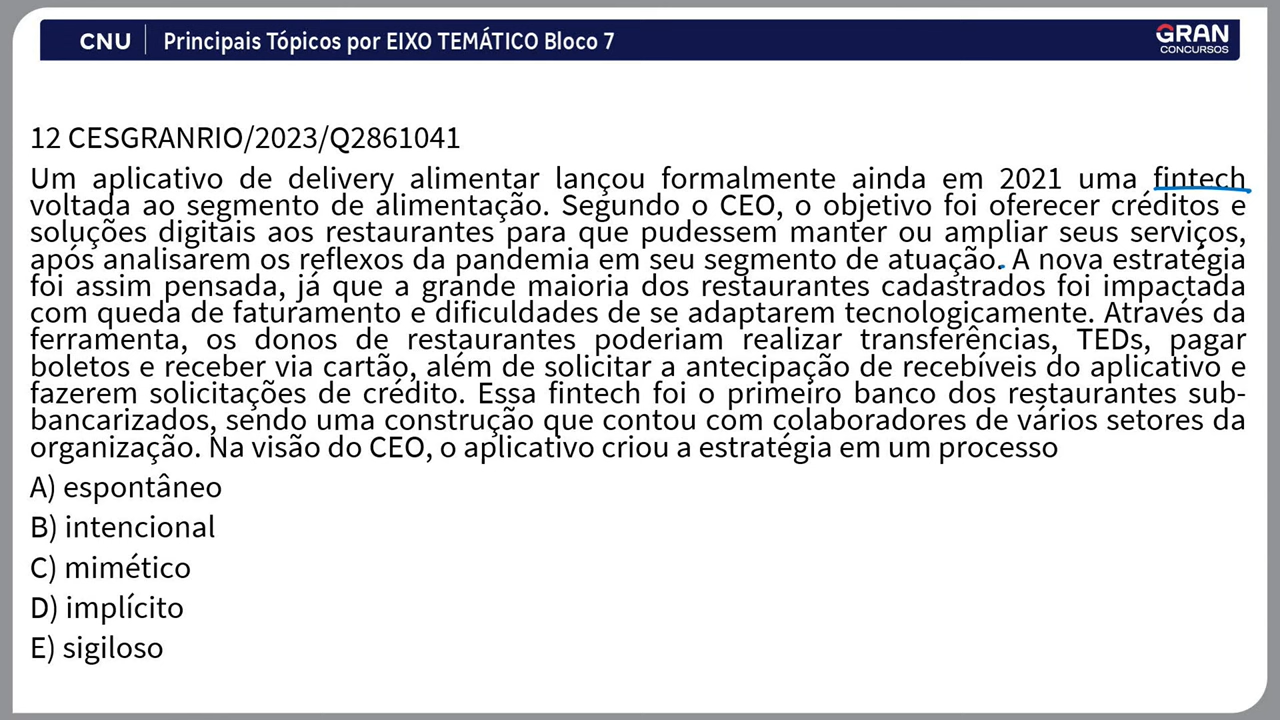 CNU Principais Tópicos por EIXO TEMÁTICO Bloco 7
GRAN
CONCURSOS
12 CESGRANRIO/2023/Q2861041
Um aplicativo de delivery alimentar lançou formalmente ainda em 2021 uma fintech
voltada ao segmento de alimentação. Segundo o CEO, o objetivo foi oferecer créditos e
soluções digitais aos restaurantes para que pudessem manter ou ampliar seus serviços,
após analisarem os reflexos da pandemia em seu segmento de atuação. A nova estratégia
foi assim pensada, já que a grande maioria dos restaurantes cadastrados foi impactada
com queda de faturamento e dificuldades de se adaptarem tecnologicamente. Através da
ferramenta, os donos de restaurantes poderiam realizar transferências, TEDs, pagar
boletos e receber via cartão, além de solicitar a antecipação de recebíveis do aplicativo e
fazerem solicitações de crédito. Essa fintech foi o primeiro banco dos restaurantes sub-
bancarizados, sendo uma construção que contou com colaboradores de vários setores da
organização. Na visão do CEO, o aplicativo criou a estratégia em um processo
A) espontâneo
B) intencional
C) mimético
D) implícito
E) sigiloso